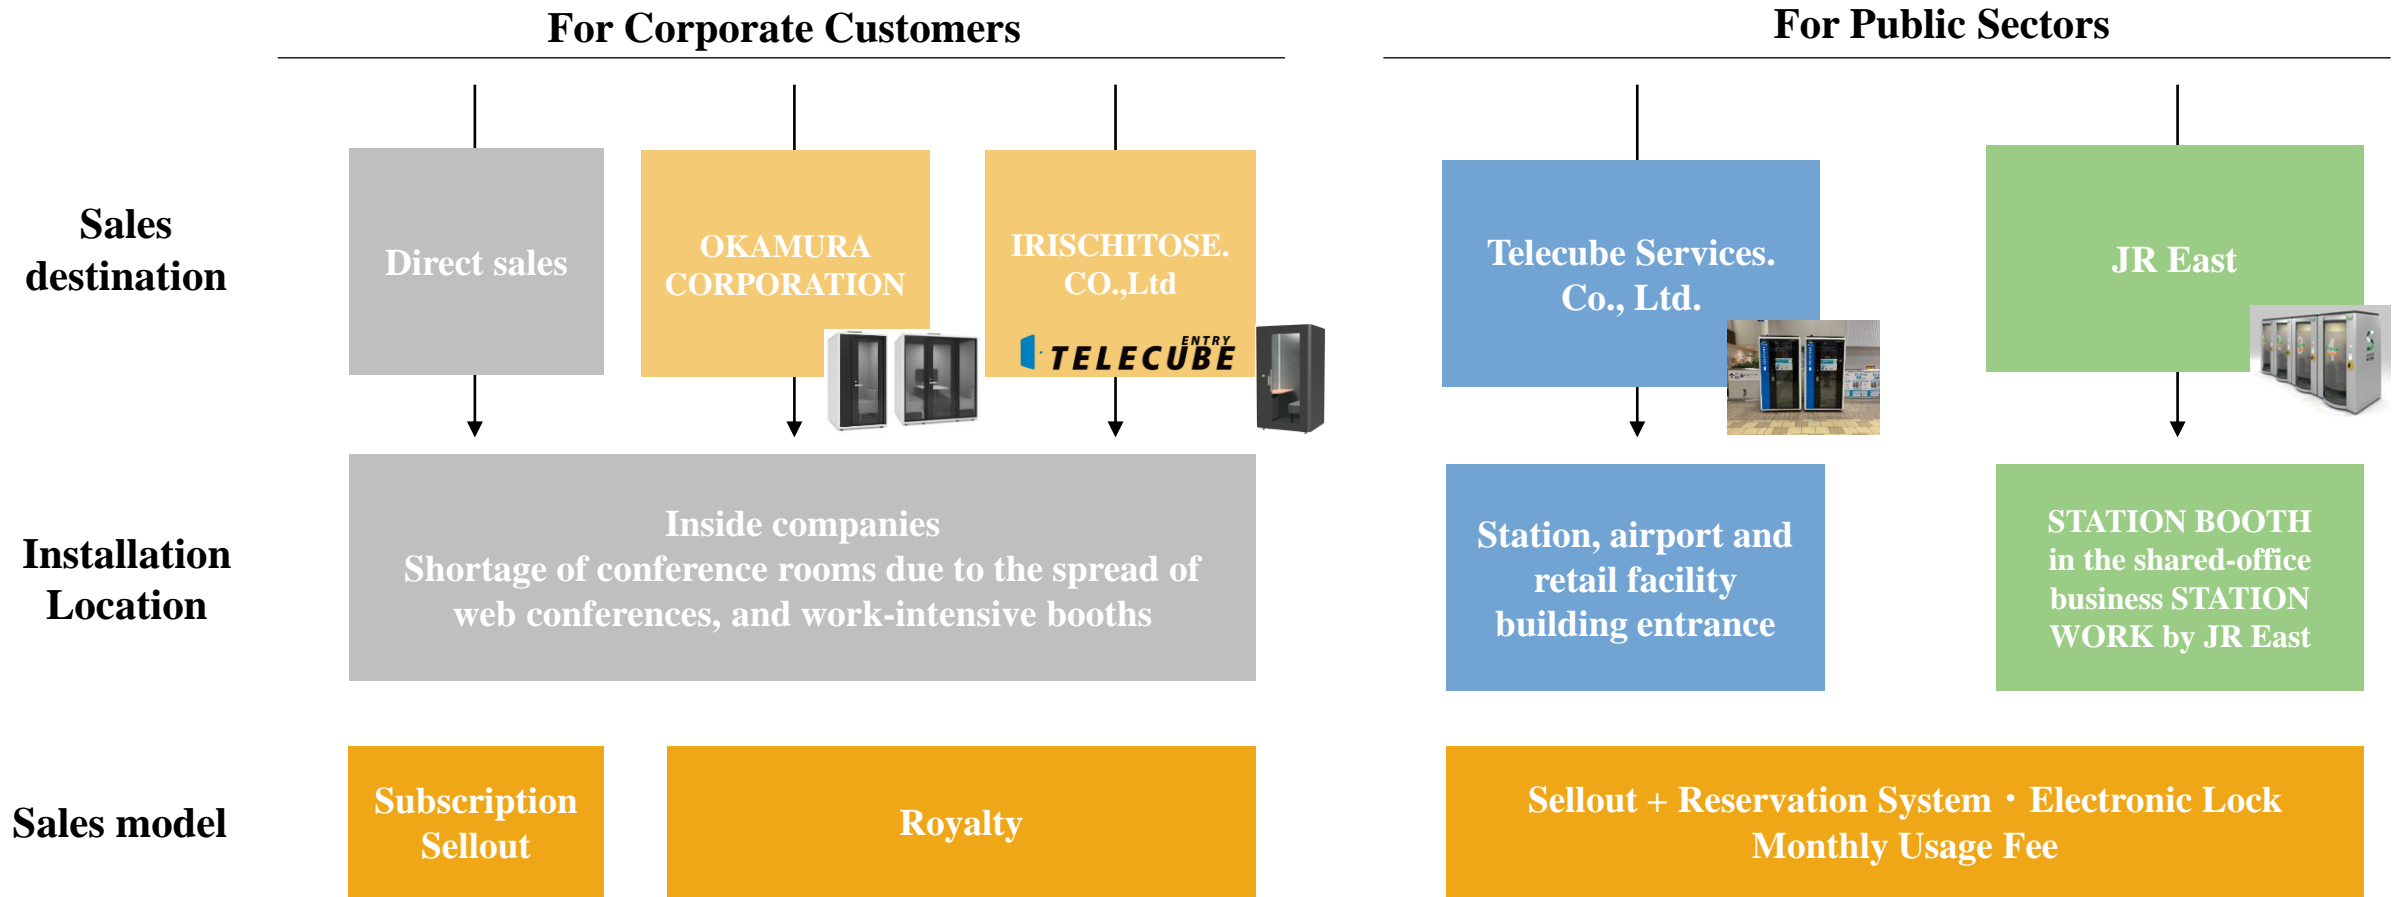 For Corporate Customers
For Public Sectors
Sales
destination
Direct sales
OKAMURA
CORPORATION
IRISCHITOSE.
CO.,Ltd
ENTRY
TELECUBE
Telecube Services.
Co., Ltd.
JR East
Installation
Location
Inside companies
Shortage of conference rooms due to the spread of
web conferences, and work-intensive booths
Station, airport and
retail facility
building entrance
STATION BOOTH
in the shared-office
business STATION
WORK by JR East
Sales model
Subscription
Sellout
Royalty
Sellout + Reservation System・Electronic Lock
Monthly Usage Fee